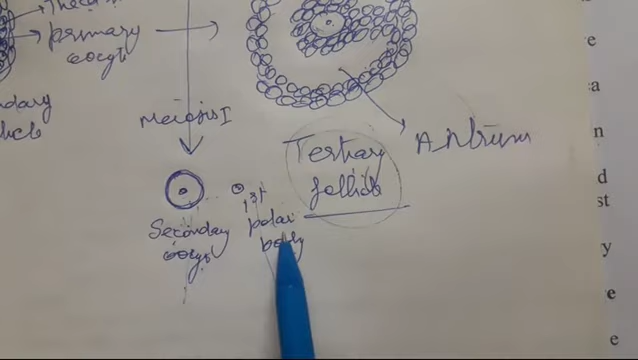 primary
oocyte
Meiosis I
Antrum
Tertiary
follicle
1st
polar
body
Secondary
oocyte